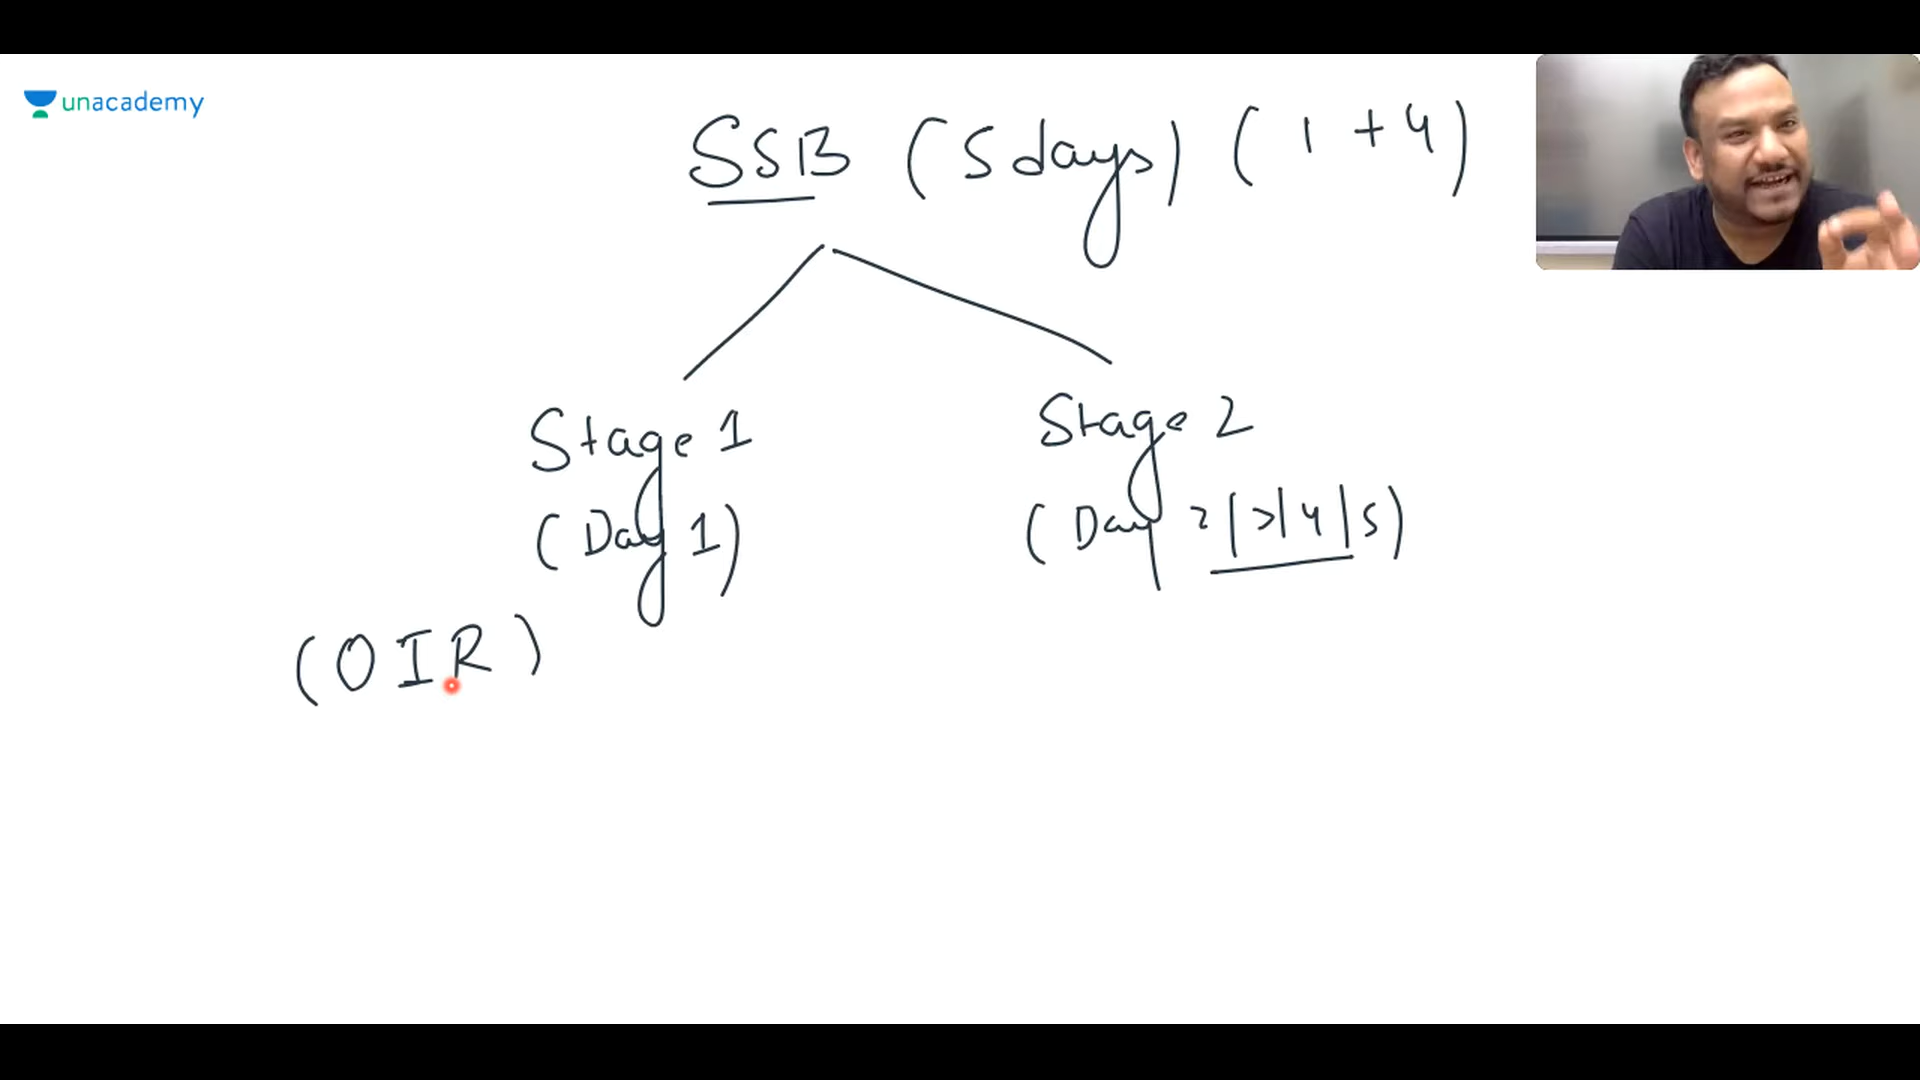 unacademy
SSB (5 days) (1 + 4)
Stage 1
(Day 1)
Stage 2
(Day 2|3|4|5)
(OIR)